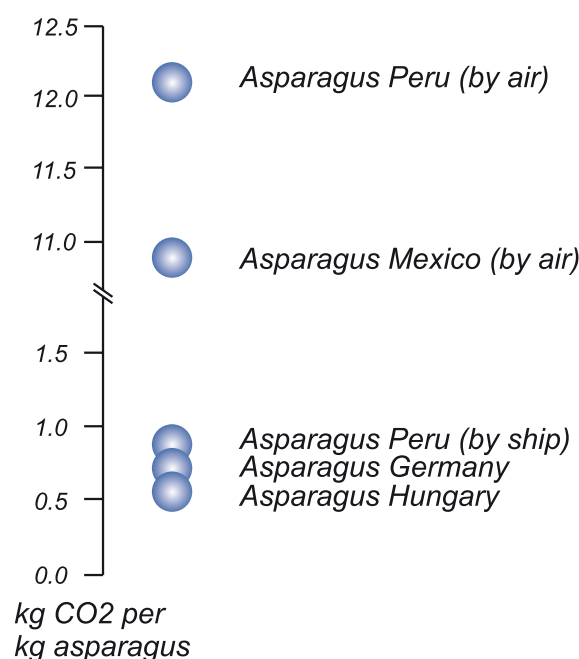 12.5
Asparagus Peru (by air)
12.0
11.5
11.0
Asparagus Mexico (by air)
1.5
1.0
Asparagus Peru (by ship)
Asparagus Germany
Asparagus Hungary
0.5
0.0
kg CO2 per
kg asparagus